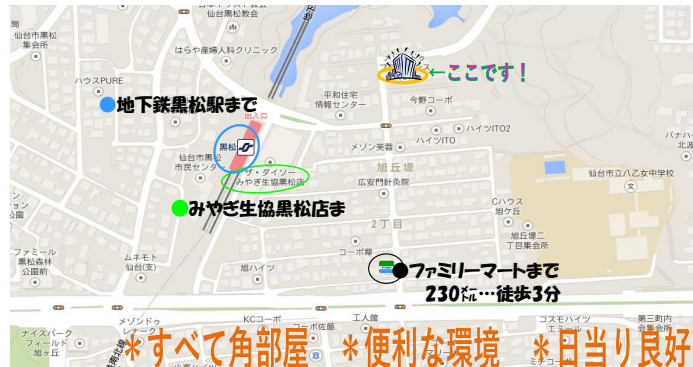 仙台黒松教会
仙台市黒松
集会所
はらや産婦人科クリニック
←ここです！
ハウスPURE
●地下鉄黒松駅まで
平和住宅
情報センター
今野コーポ
出入口
ハイツITO2
ハイツITO
黒松
メゾン芙蓉
仙台市黒松
市民センター
旭丘堤
ザ・ダイソー
みやぎ生協黒松店
広安門針灸院
仙台市立八乙女中学校
●みやぎ生協黒松店ま
Cハウス
旭ケ丘
2丁目
旭丘堤二
丁目集会所
ファミール
黒松森林
公園前
ムネモト
仙台(支)
旭ハイツ
コーポ欅
●ファミリーマートまで
230㍍…徒歩3分
メゾンドゥ
KCコーポ
コーポ佐藤
工人館
コスモハイツ
エミール
第三町内
ナイスパーク
フィールド
旭ヶ丘
南北線
＊すべて角部屋　＊便利な環境　＊日当り良好